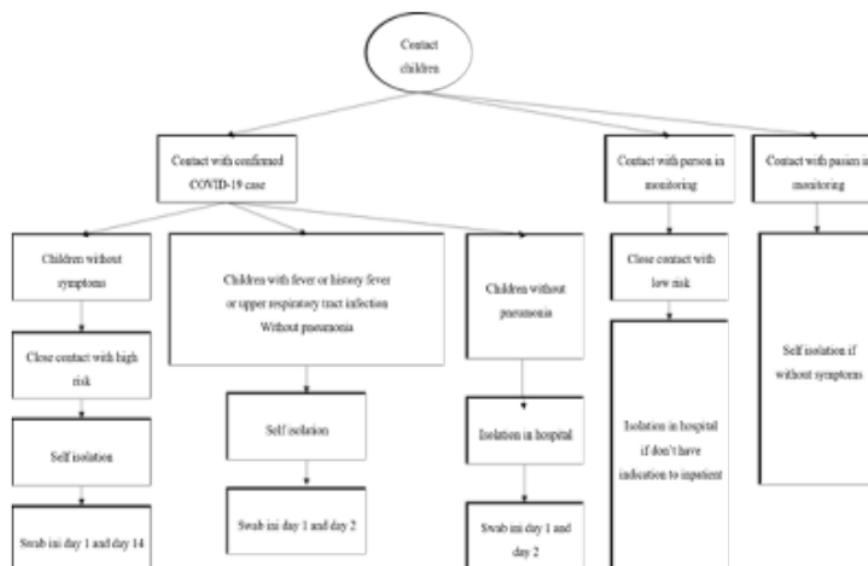 Contact
children
Contact with confirmed
COVID-19 case
Contact with person in
monitoring
Contact with pasien in
monitoring
Children without
symptoms
Children with fever or history fever
or upper respiratory tract infection
Without pneumonia
Children without
pneumonia
Close contact with
low risk
Close contact with high
risk
Self isolation if
without symptoms
Self isolation
Isolation in hospital
Isolation in hospital
if don't have
indication to inpatient
Self isolation
Swab ini day 1 and day 14
Swab ini day 1 and day 2
Swab ini day 1 and
day 2